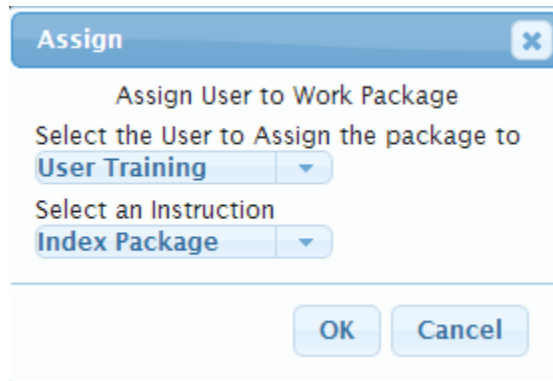 Assign
Assign User to Work Package
Select the User to Assign the package to
User Training
Select an Instruction
Index Package
OK Cancel